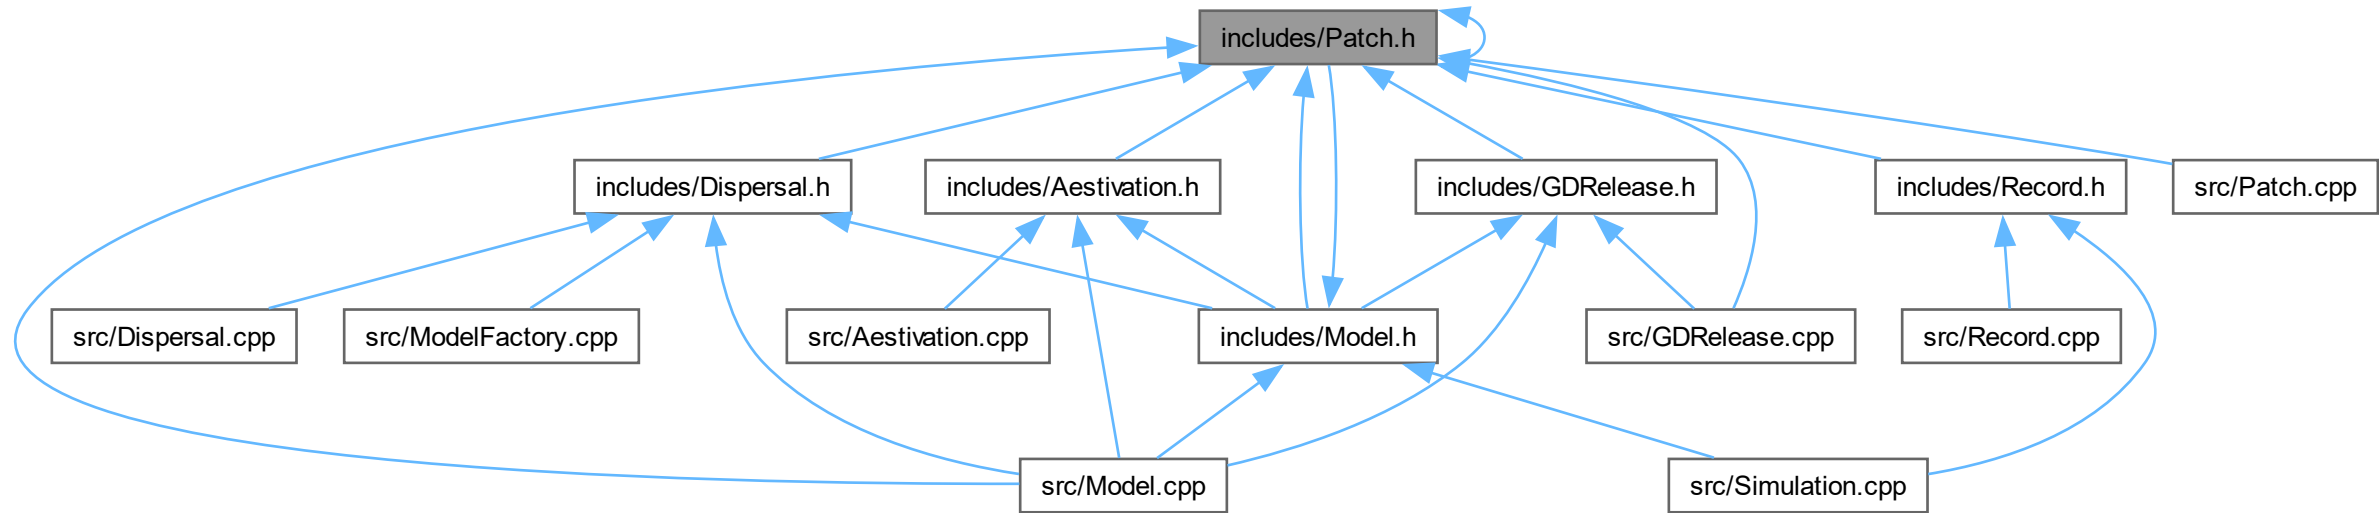 includes/Patch.h
includes/Dispersal.h
includes/Aestivation.h
includes/GDRelease.h
includes/Record.h
src/Patch.cpp
src/Dispersal.cpp
src/ModelFactory.cpp
src/Aestivation.cpp
includes/Model.h
src/GDRelease.cpp
src/Record.cpp
src/Model.cpp
src/Simulation.cpp